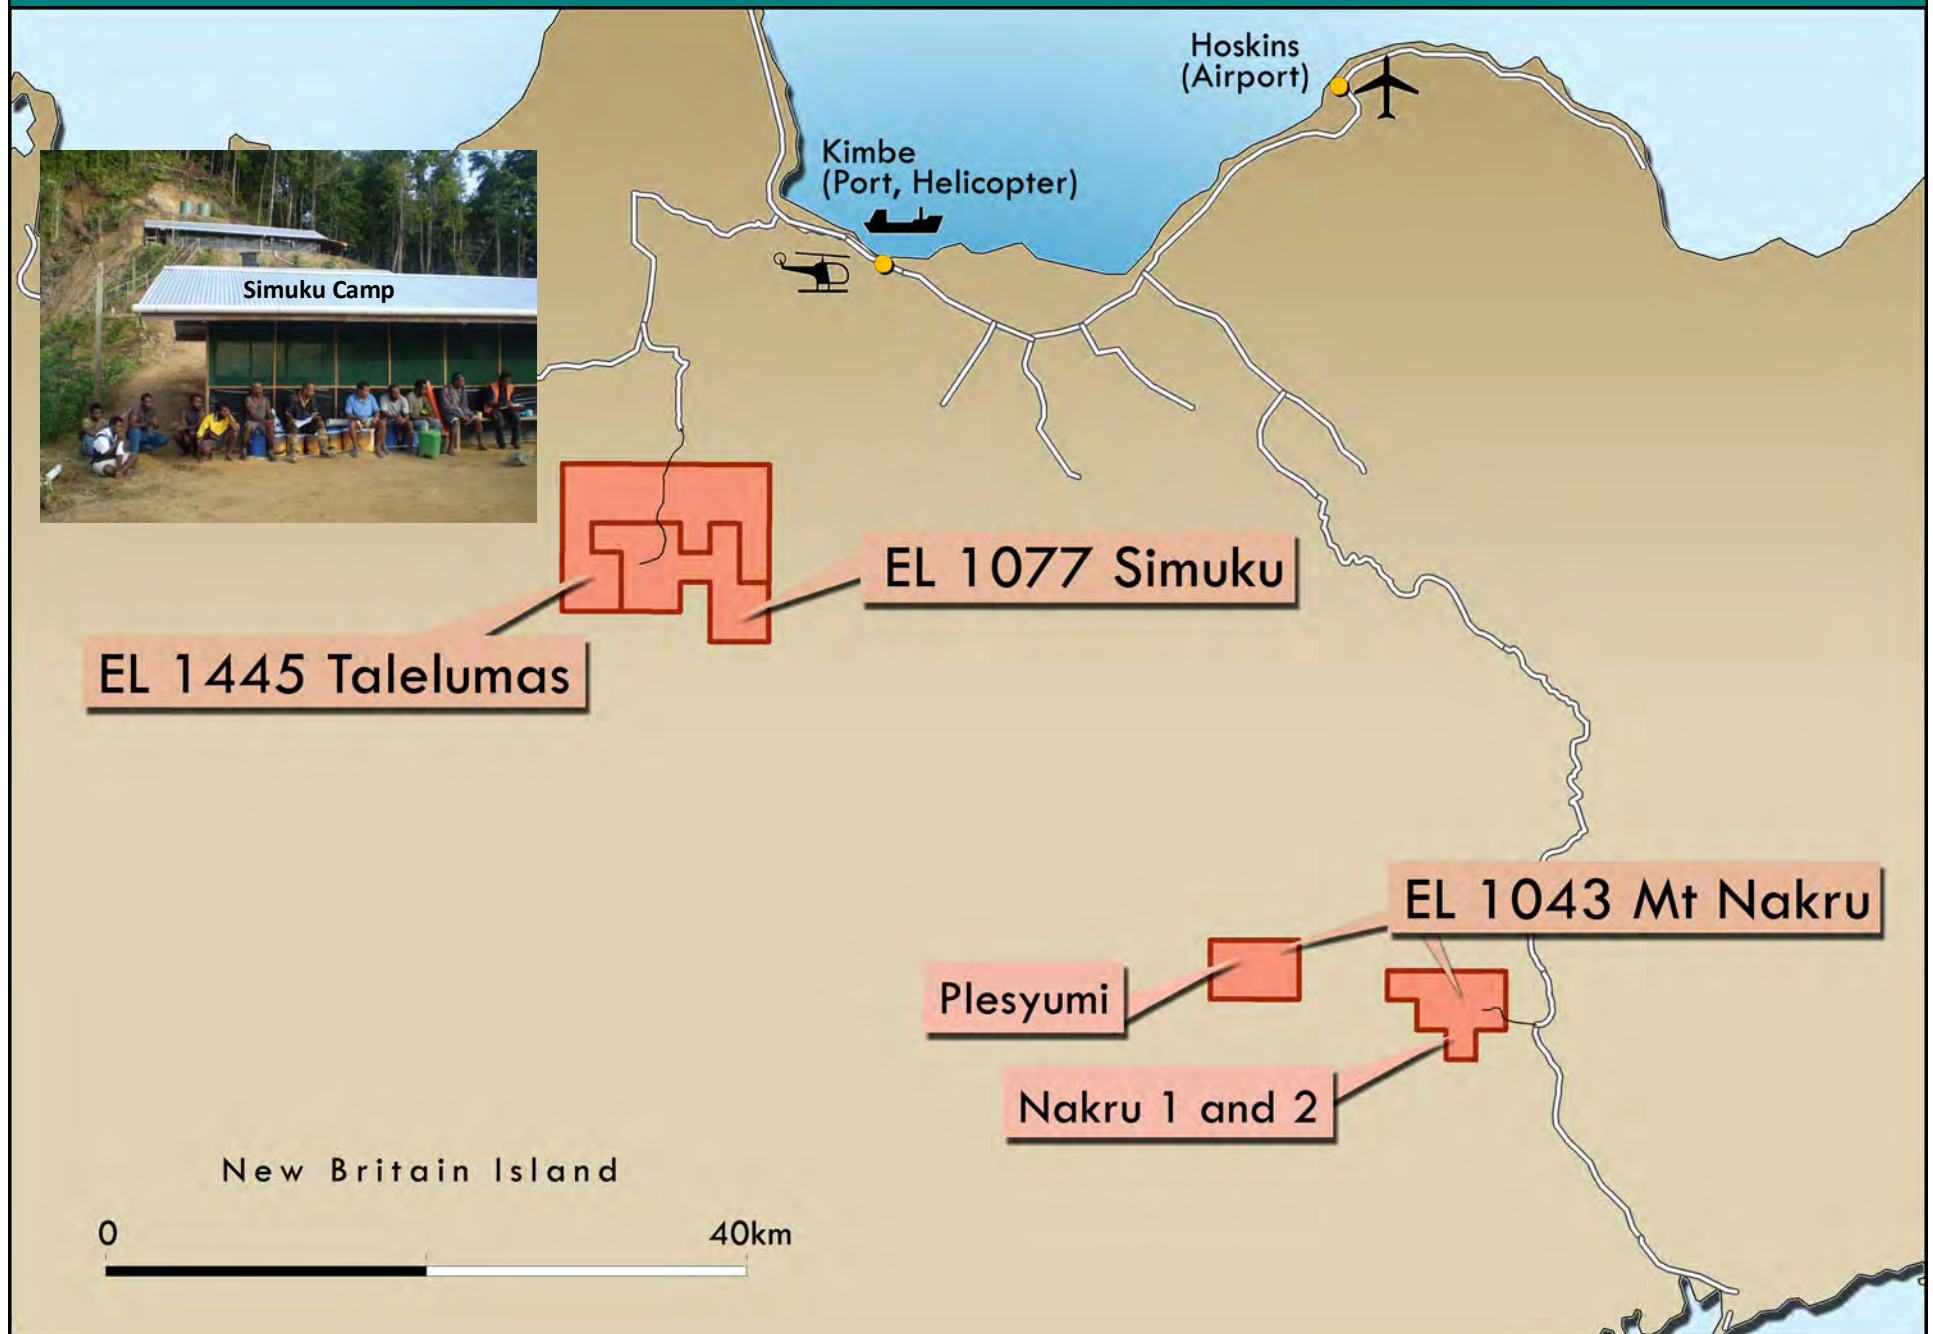 Hoskins
(Airport)
Kimbe
(Port, Helicopter)
Simuku Camp
EL 1077 Simuku
EL 1445 Talelumas
EL 1043 Mt Nakru
Plesyumi
Nakru 1 and 2
New Britain Island
0 40km